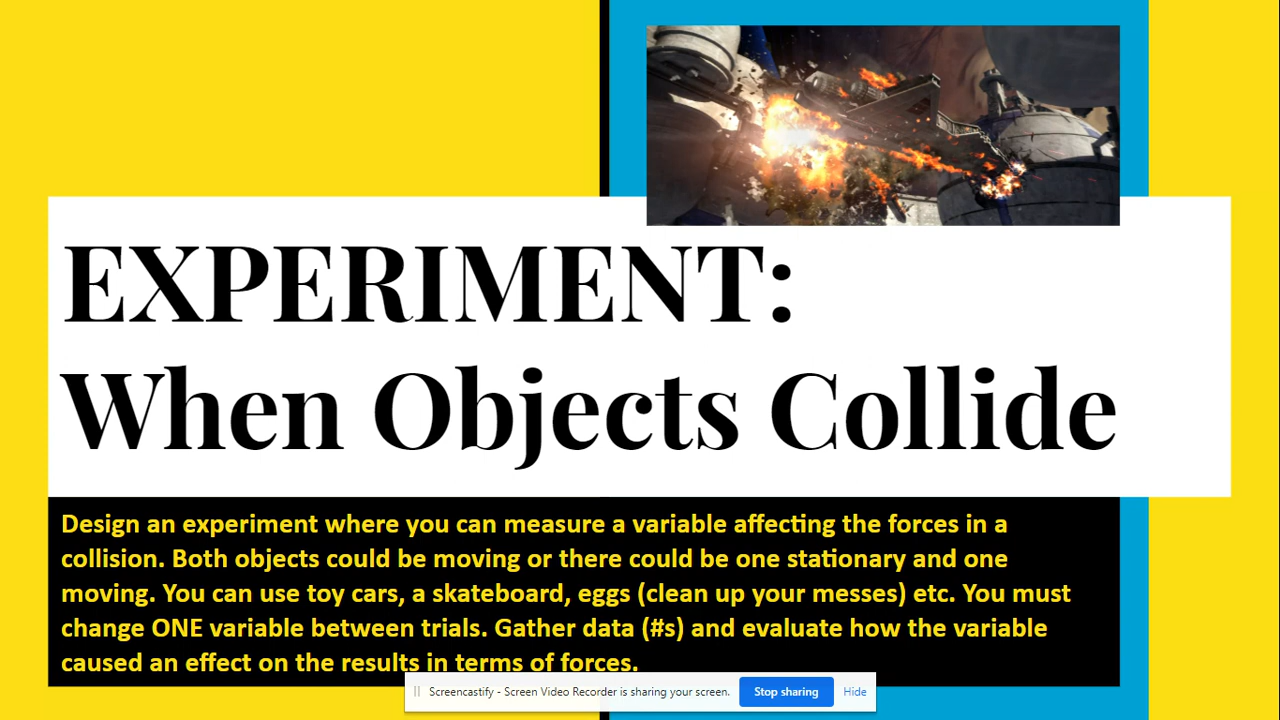 EXPERIMENT:
When Objects Collide
Design an experiment where you can measure a variable affecting the forces in a
collision. Both objects could be moving or there could be one stationary and one
moving. You can use toy cars, a skateboard, eggs (clean up your messes) etc. You must
change ONE variable between trials. Gather data (#s) and evaluate how the variable
caused an effect on the results in terms of forces.
Screencastify - Screen Video Recorder is sharing your screen. Stop sharing Hide